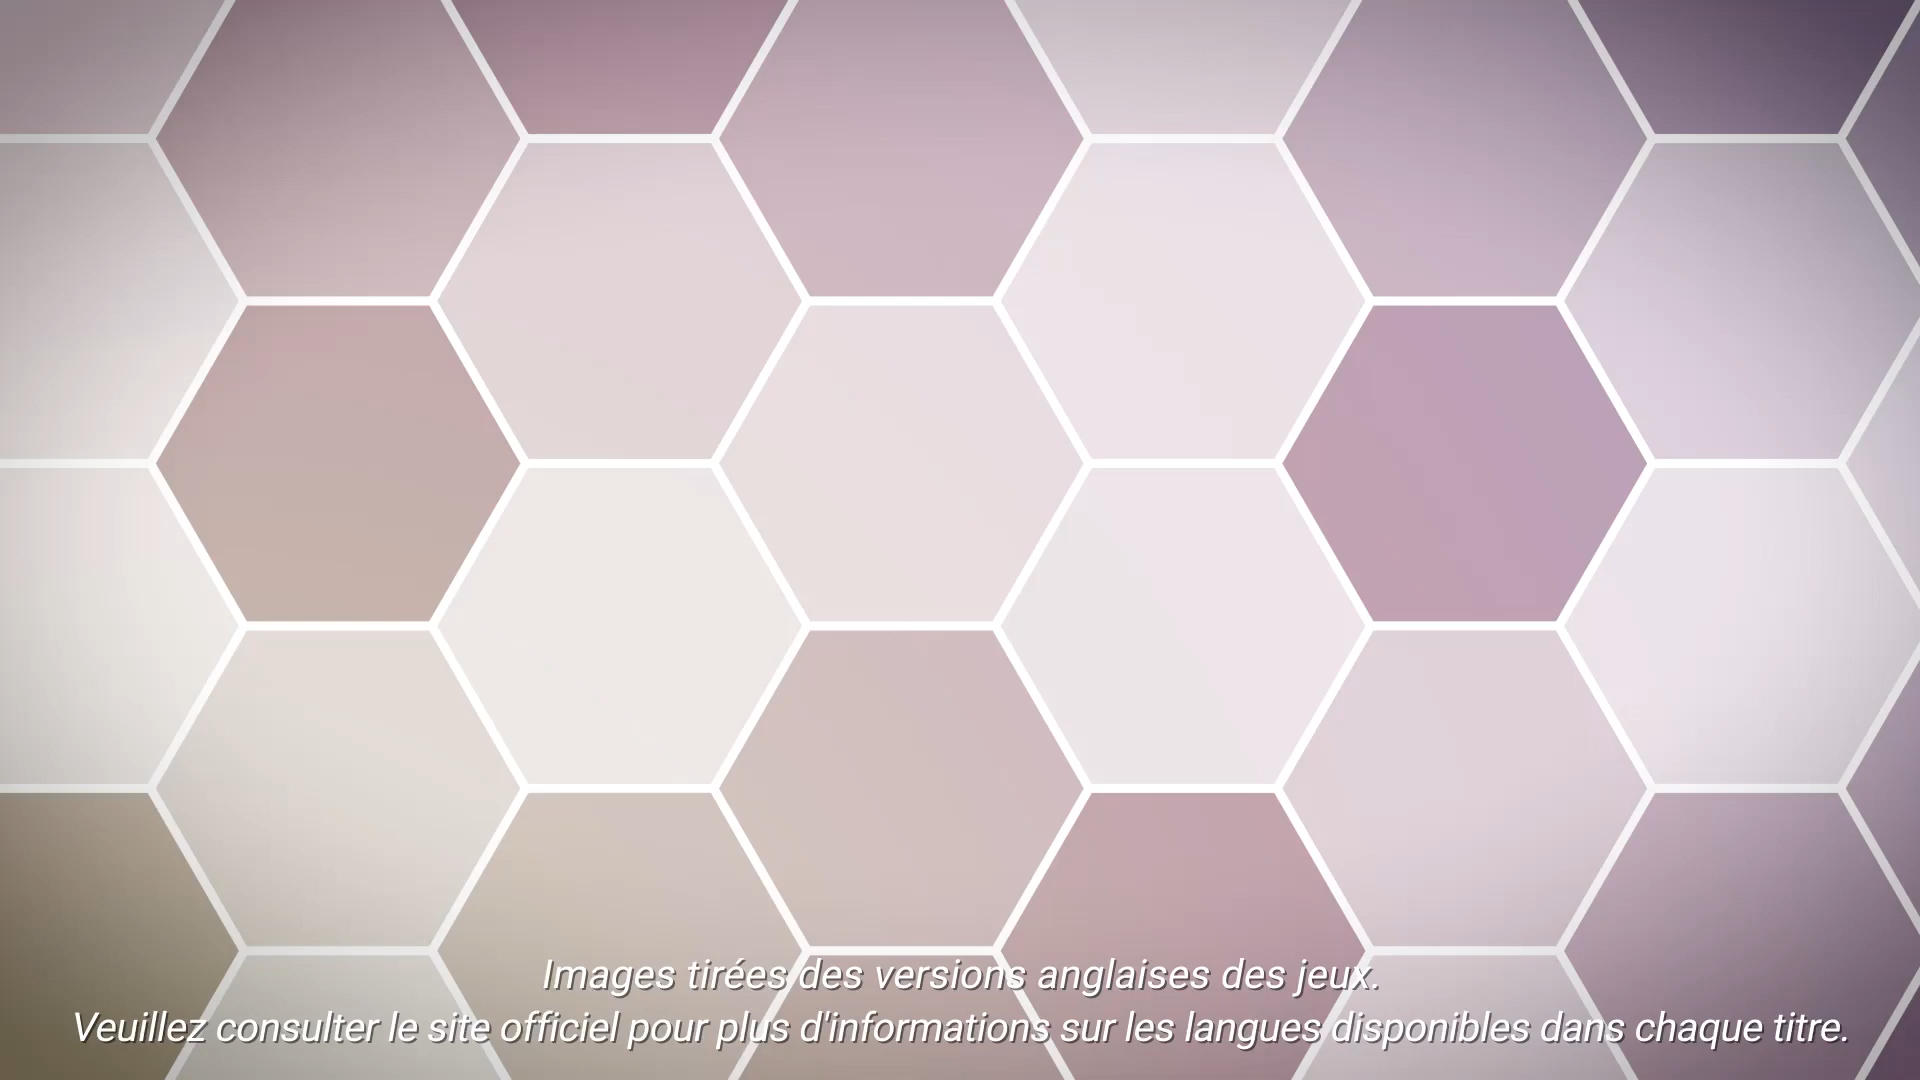 Images tirées des versions anglaises des jeux.
Veuillez consulter le site officiel pour plus d'informations sur les langues disponibles dans chaque titre.